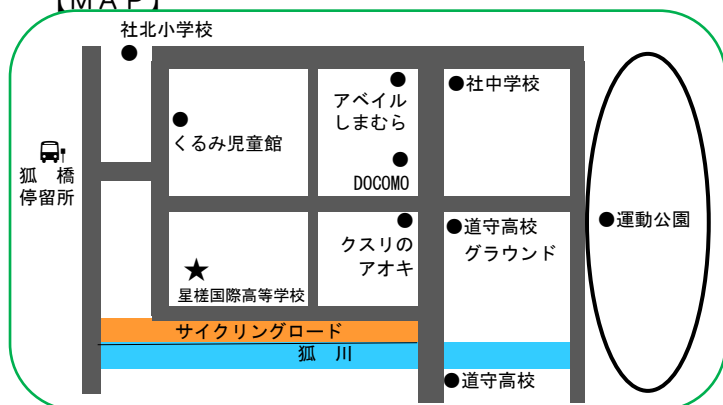 【MAP】
社北小学校
アベイル
しまむら
社中学校
くるみ児童館
狐 橋
停留所
DOCOMO
クスリの
アオキ
道守高校
グラウンド
運動公園
★
星槎国際高等学校
サイクリングロード
狐 川
道守高校